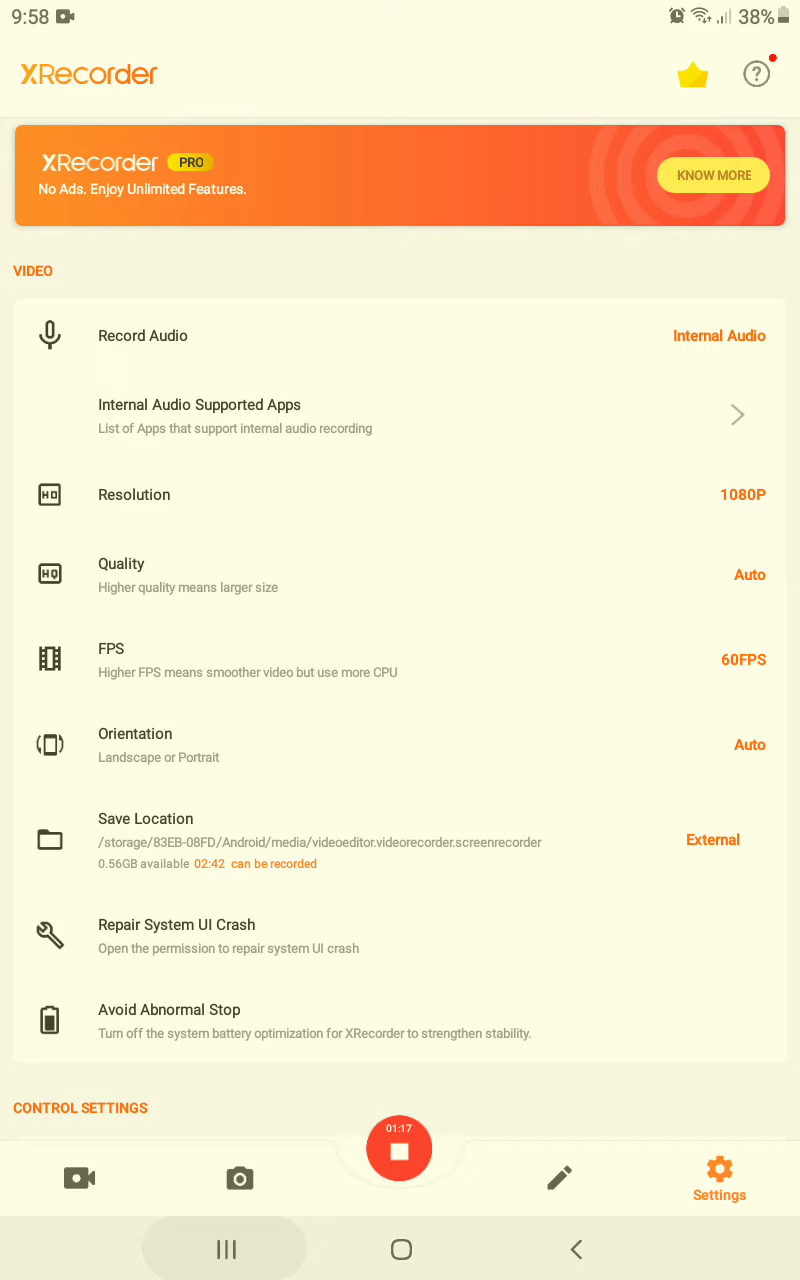 9:58 38%
XRecorder
XRecorder PRO
No Ads. Enjoy Unlimited Features.
KNOW MORE
VIDEO
Record Audio Internal Audio
Internal Audio Supported Apps
List of Apps that support internal audio recording
HD Resolution 1080P
HQ Quality Auto
Higher quality means larger size
FPS 60FPS
Higher FPS means smoother video but use more CPU
Orientation Auto
Landscape or Portrait
Save Location
/storage/83EB-08FD/Android/media/videoeditor.videorecorder.screenrecorder
External
0.56GB available 02:42 can be recorded
Repair System UI Crash
Open the permission to repair system UI crash
Avoid Abnormal Stop
Turn off the system battery optimization for XRecorder to strengthen stability.
CONTROL SETTINGS
01:17
Settings